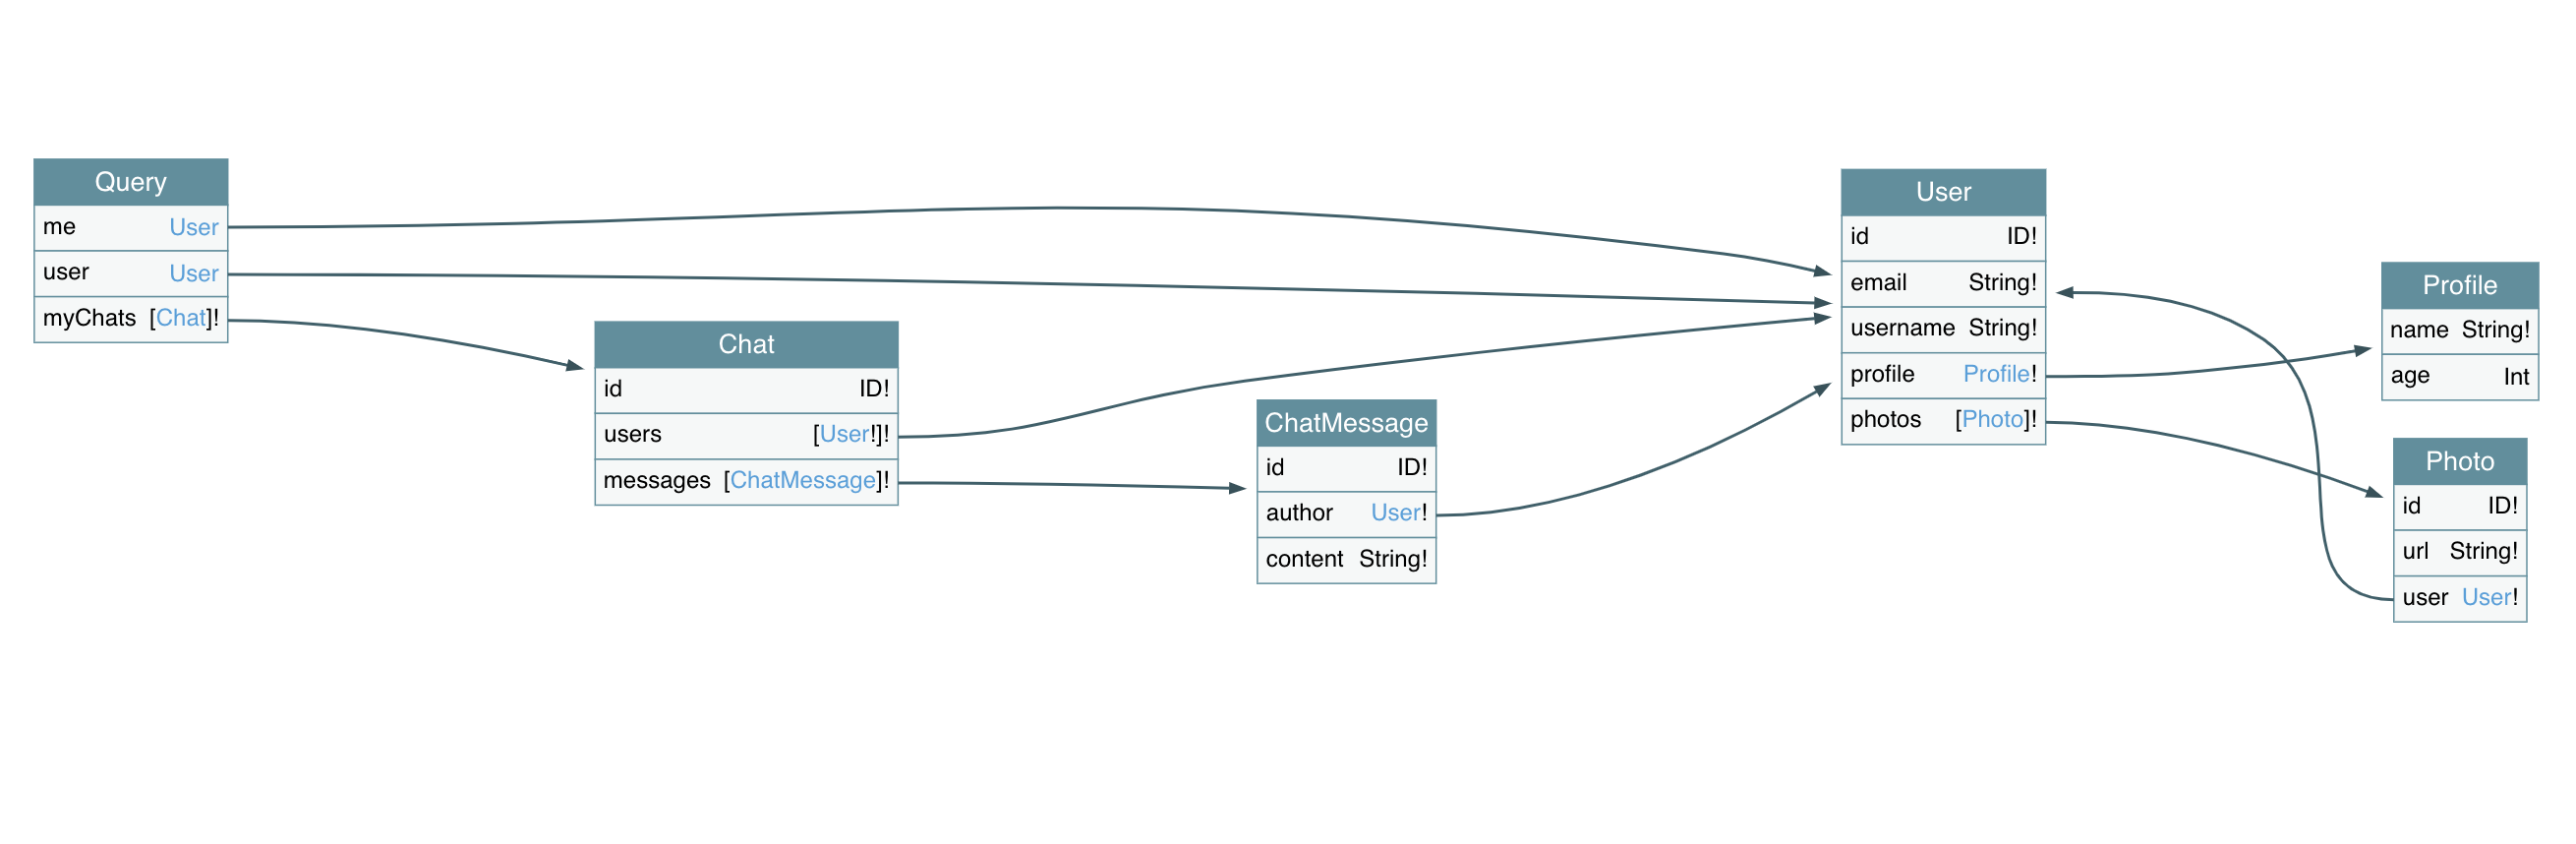 Query
me User
user User
myChats [Chat]!
Chat
id ID!
users [User!]!
messages [ChatMessage]!
ChatMessage
id ID!
author User!
content String!
User
id ID!
email String!
username String!
profile Profile!
photos [Photo]!
Profile
name String!
age Int
Photo
id ID!
url String!
user User!